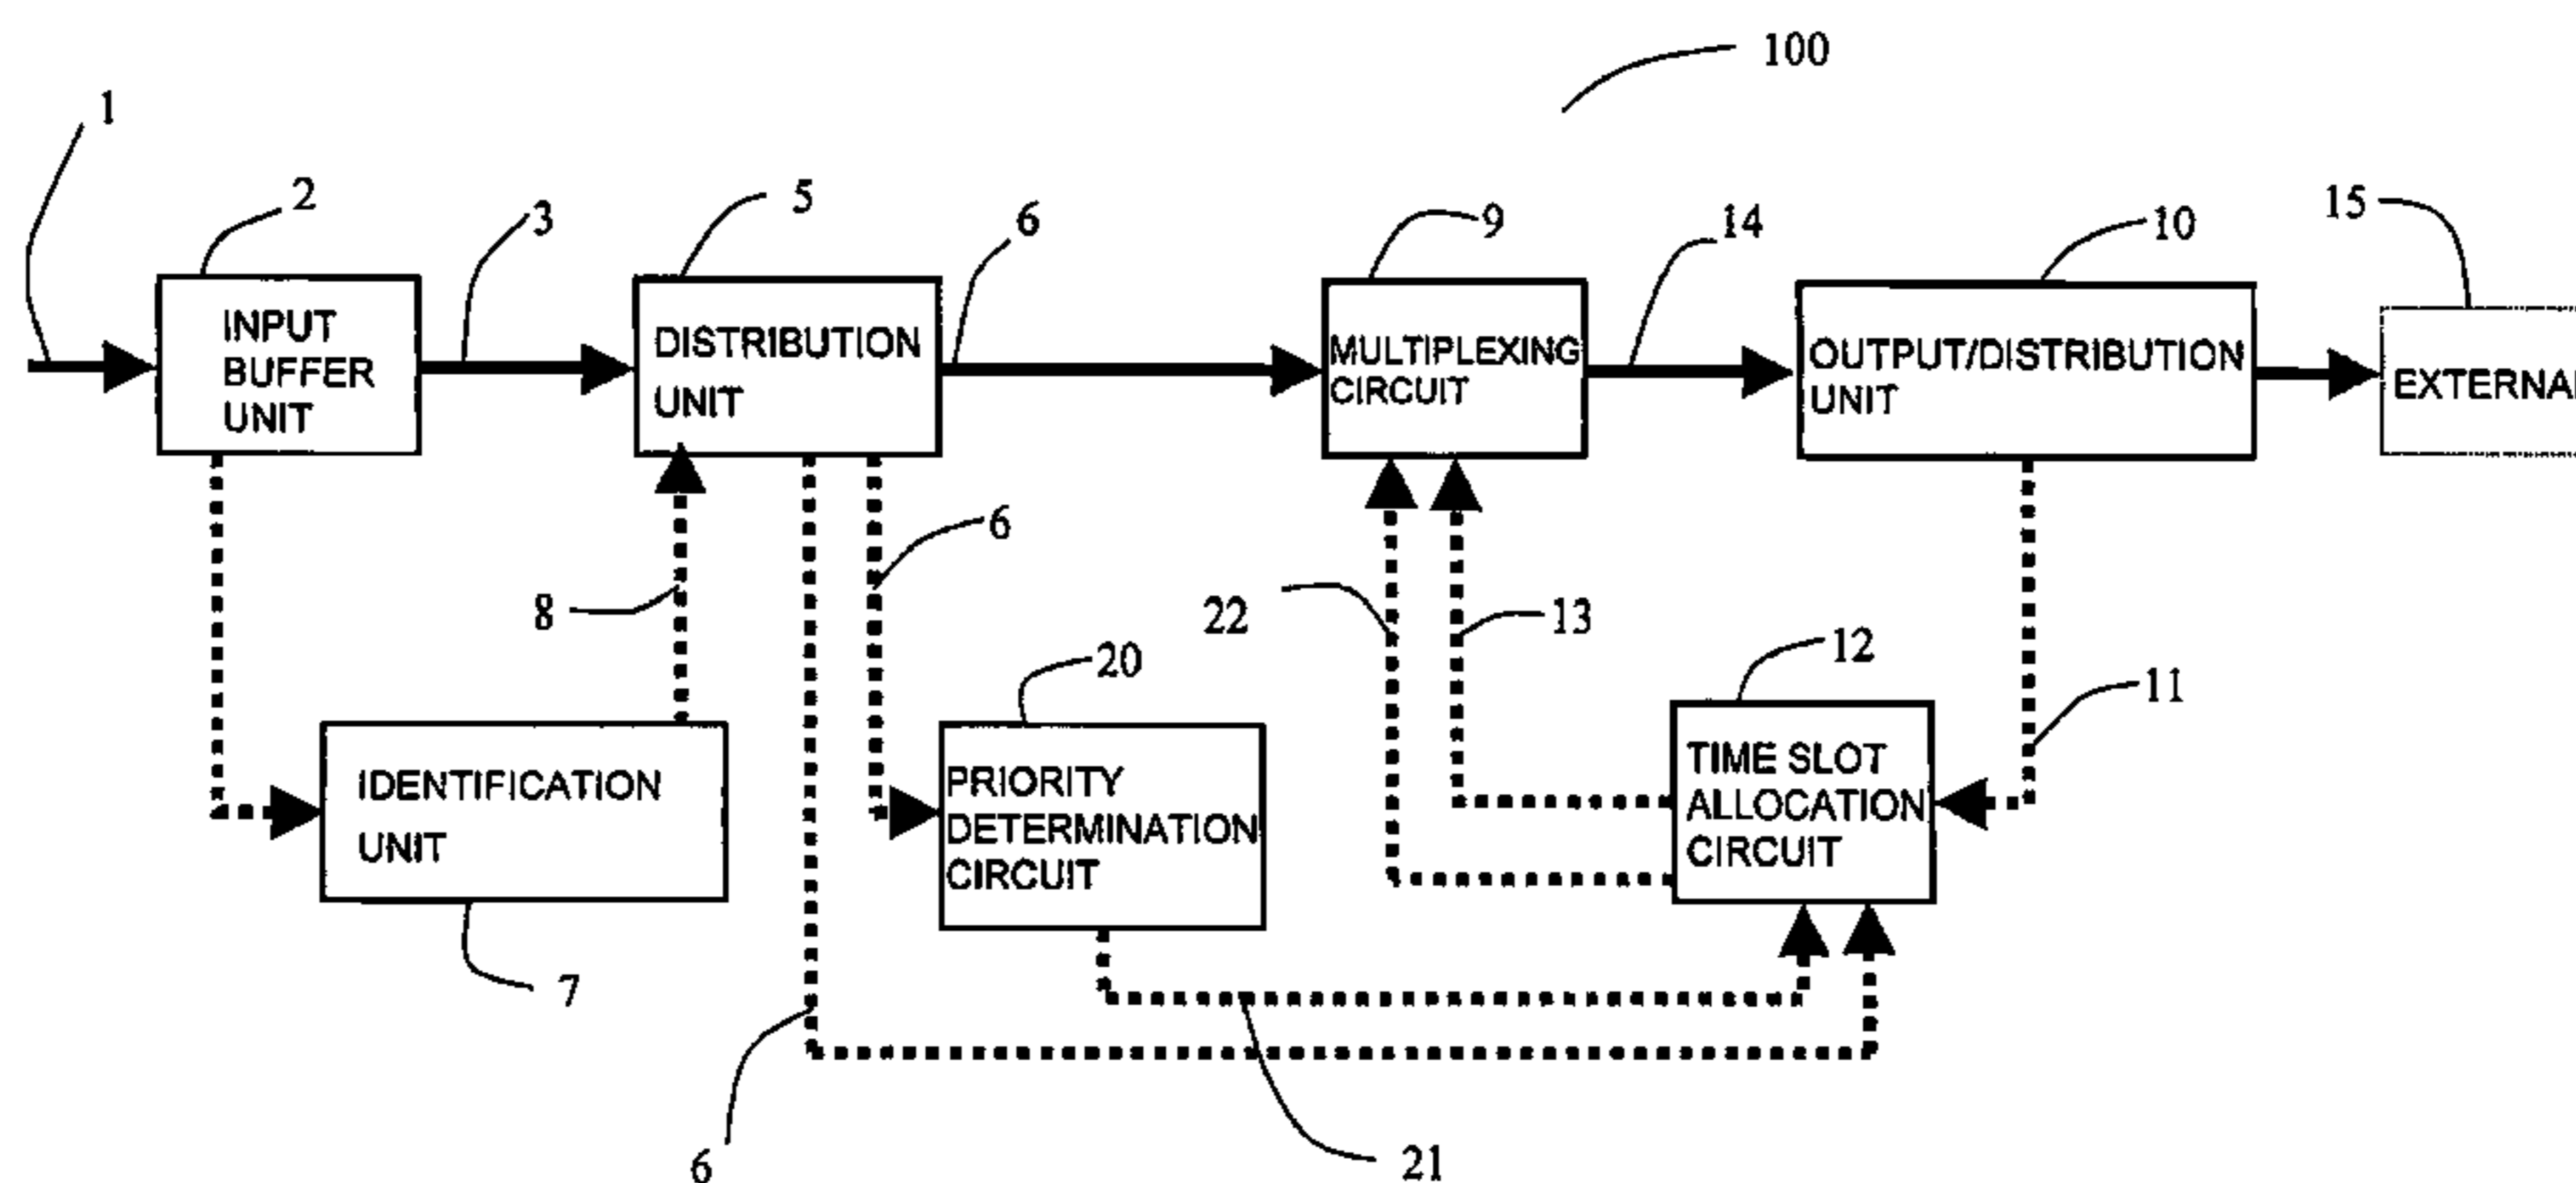 100
1
2
3
5
6
9
14
10
15
INPUT
BUFFER
UNIT
DISTRIBUTION
UNIT
MULTIPLEXING
CIRCUIT
OUTPUT/DISTRIBUTION
UNIT
EXTERNAL
8
6
22
13
20
12
11
IDENTIFICATION
UNIT
PRIORITY
DETERMINATION
CIRCUIT
TIME SLOT
ALLOCATION
CIRCUIT
7
6
21